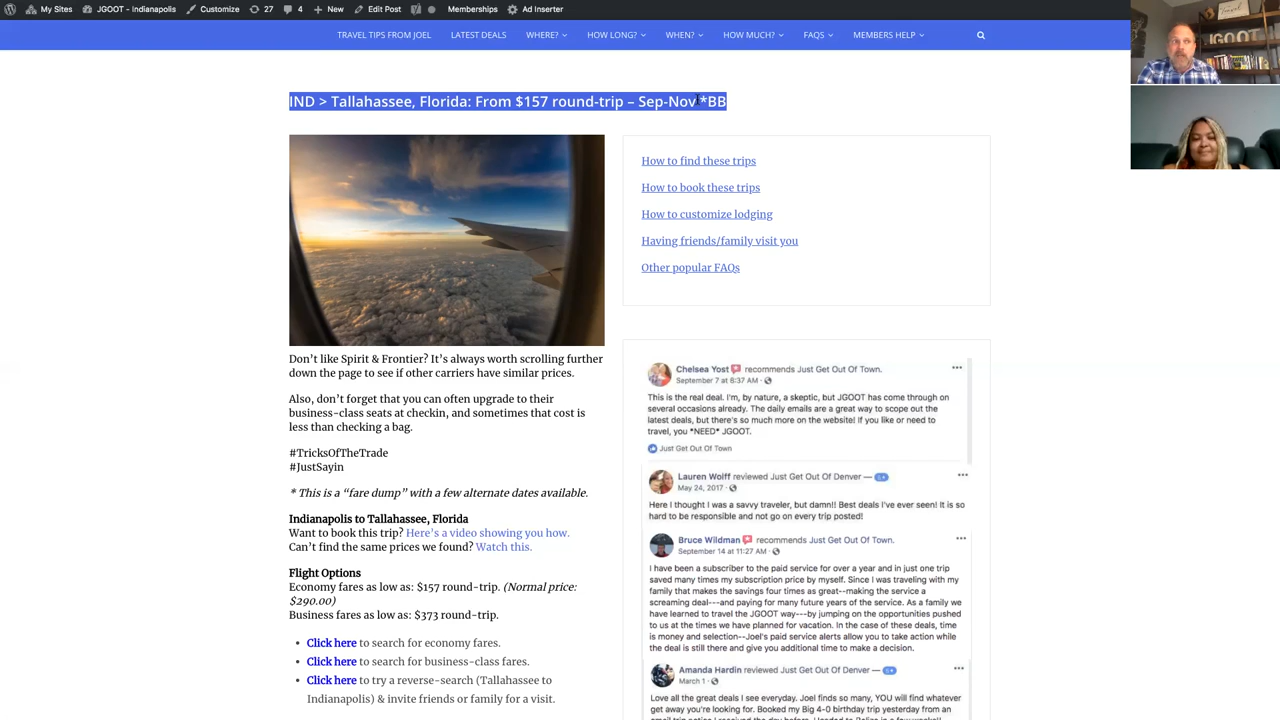 My Sites JGOOT - Indianapolis Customize 27 4 New Edit Post Memberships Ad Inserter
TRAVEL TIPS FROM JOEL LATEST DEALS WHERE? HOW LONG? WHEN? HOW MUCH? FAQS MEMBERS HELP
IND > Tallahassee, Florida: From $157 round-trip – Sep-Nov *BB
Don’t like Spirit & Frontier? It’s always worth scrolling further
down the page to see if other carriers have similar prices.
Also, don’t forget that you can often upgrade to their
business-class seats at checkin, and sometimes that cost is
less than checking a bag.
#TricksOfTheTrade
#JustSayin
* This is a “fare dump” with a few alternate dates available.
Indianapolis to Tallahassee, Florida
Want to book this trip? Here’s a video showing you how.
Can’t find the same prices we found? Watch this.
Flight Options
Economy fares as low as: $157 round-trip. (Normal price:
$290.00)
Business fares as low as: $373 round-trip.
• Click here to search for economy fares.
• Click here to search for business-class fares.
• Click here to try a reverse-search (Tallahassee to
Indianapolis) & invite friends or family for a visit.
How to find these trips
How to book these trips
How to customize lodging
Having friends/family visit you
Other popular FAQs
Chelsea Yost recommends Just Get Out Of Town.
September 7 at 8:37 AM
This is the real deal. I'm, by nature, a skeptic, but JGOOT has come through on
several occasions already. The daily emails are a great way to scope out the
latest deals, but there's so much more on the website! If you like or need to
travel, you *NEED* JGOOT.
Just Get Out Of Town
Lauren Wolff reviewed Just Get Out Of Denver — 5
May 24, 2017
Here I thought I was a savvy traveler, but damn!! Best deals I've ever seen! It is so
hard to be responsible and not go on every trip posted!
Bruce Wildman recommends Just Get Out Of Town.
September 14 at 11:27 AM
I have been a subscriber to the paid service for over a year and in just one trip
saved many times my subscription price by myself. Since I was traveling with my
family that makes the savings four times as great--making the service a
screaming deal---and paying for many future years of the service. As a family we
have learned to travel the JGOOT way---by jumping on the opportunities pushed
to us at the times we have planned for vacation. In the case of these deals, time
is money and selection--Joel's paid service alerts allow you to take action while
the deal is still there and give you additional time to make a decision.
Amanda Hardin reviewed Just Get Out Of Denver — 5
March 1
Love all the great deals I see everyday. Joel finds so many, YOU will find whatever
get away you're looking for. Booked my Big 4-0 birthday trip yesterday from an
JGOOT